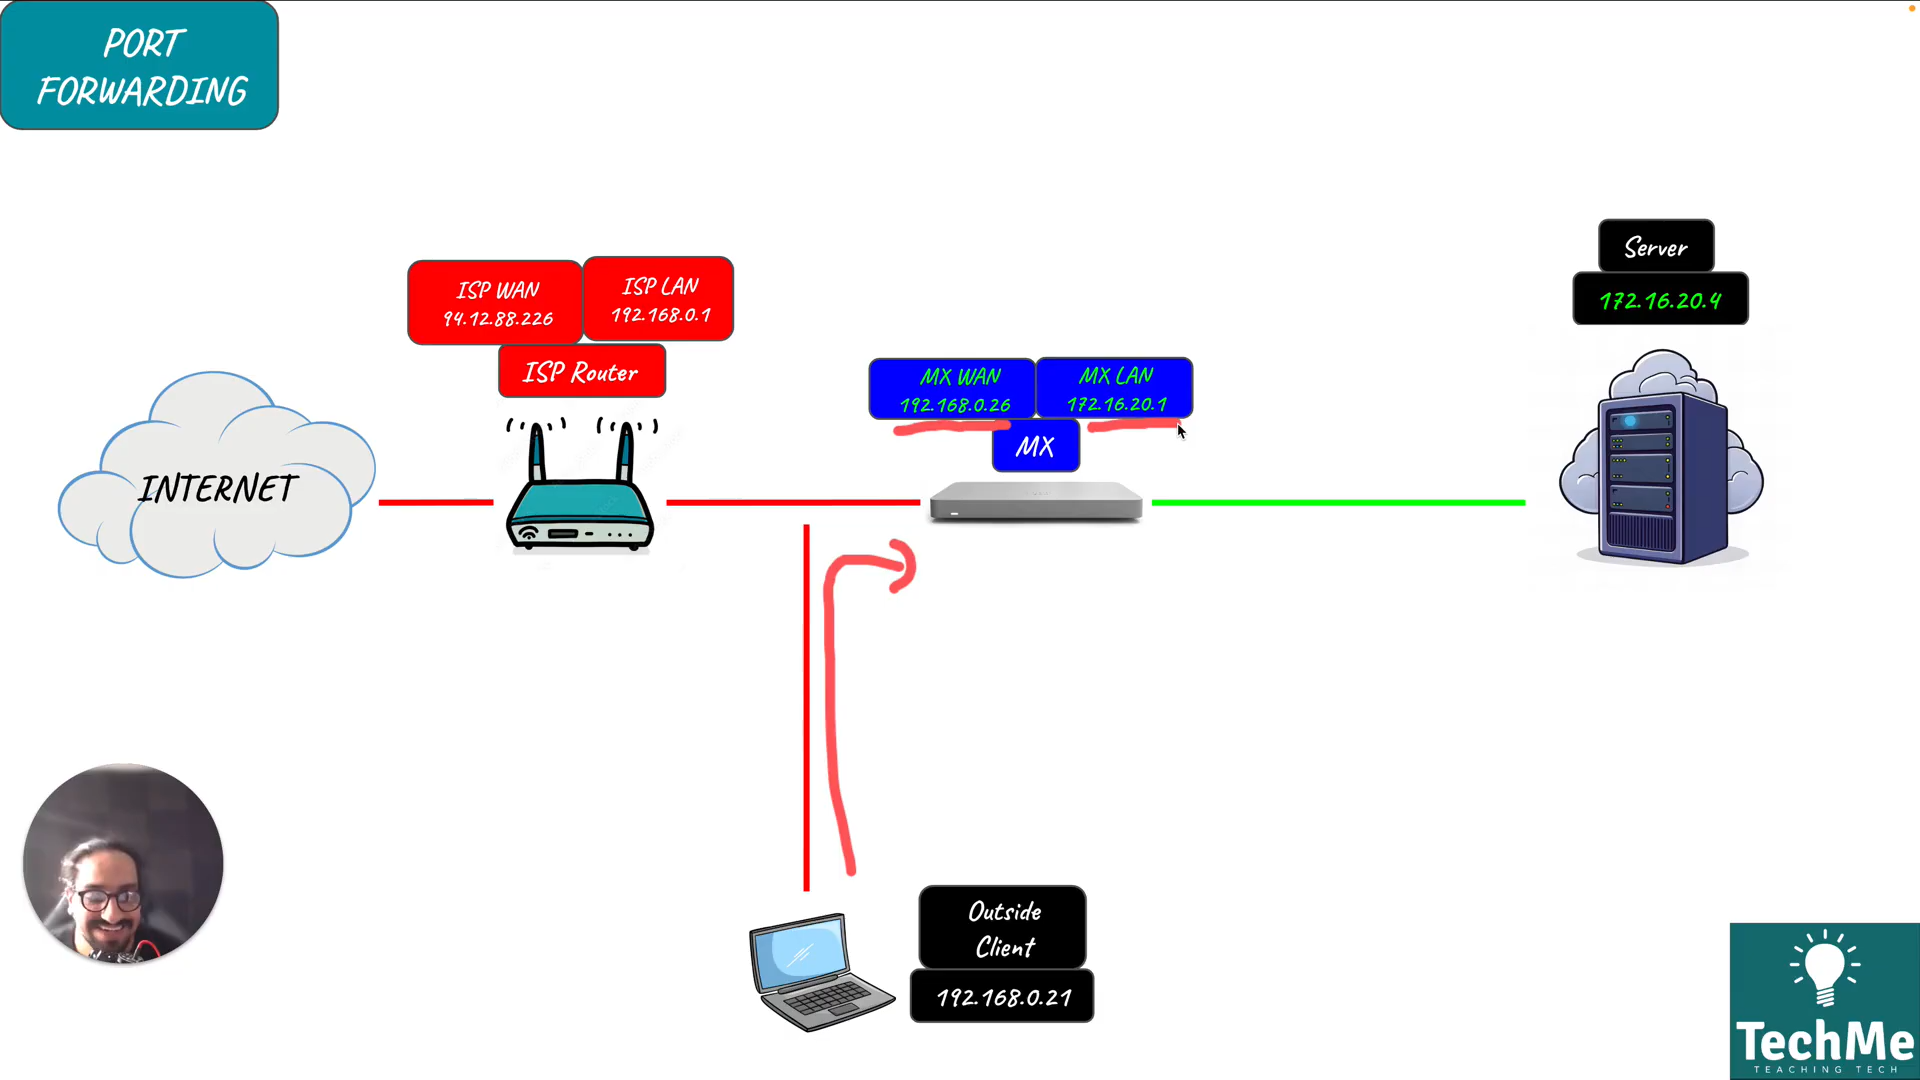 PORT
FORWARDING
Server
172.16.20.4
ISP WAN
94.12.88.226
ISP LAN
192.168.0.1
ISP Router
MX WAN
192.168.0.26
MX LAN
172.16.20.1
MX
INTERNET
Outside
Client
192.168.0.21
TechMe
TEACHING TECH